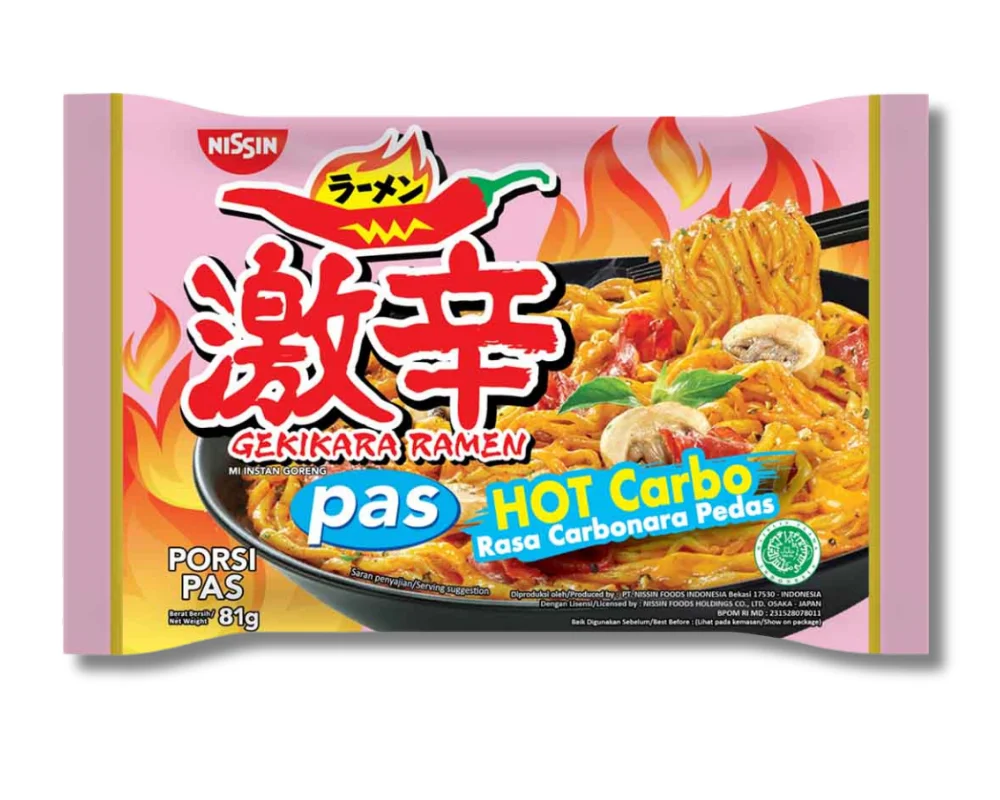 NISSIN
ラーメン
激辛
GEKIKARA RAMEN
MI INSTAN GORENG
pas
HOT Carbo
Rasa Carbonara Pedas
PORSI
PAS
Berat Bersih/
Net Weight
81g
Saran penyajian/Serving suggestion
Diproduksi oleh/Produced by : PT. NISSIN FOODS INDONESIA Bekasi 17530 - INDONESIA
Dengan Lisensi/Licensed by : NISSIN FOODS HOLDINGS CO., LTD. OSAKA - JAPAN
BPOM RI MD : 231528078011
Baik Digunakan Sebelum/Best Before : (Lihat pada kemasan/Show on package)